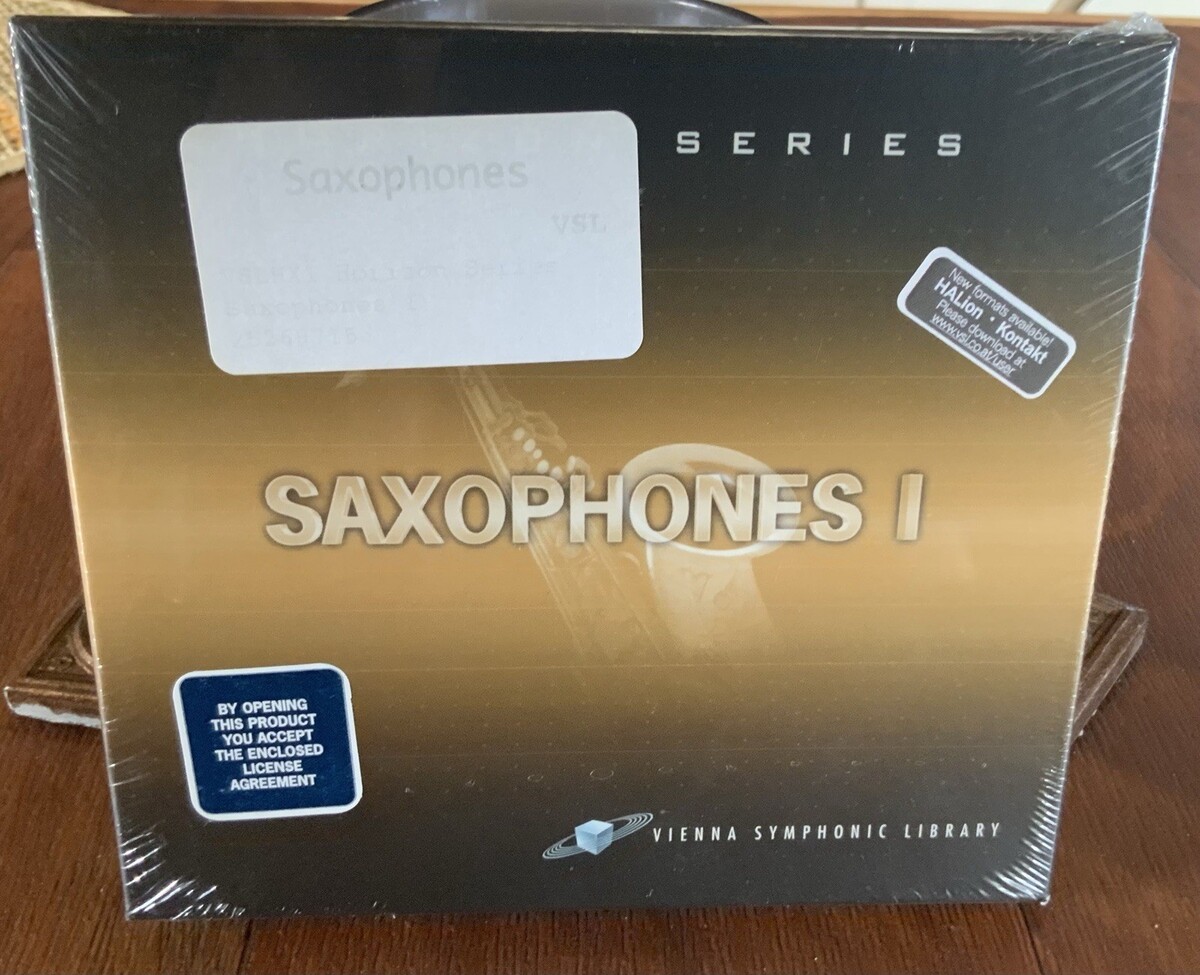 SERIES
Saxophones
VSL
New formats available!
HALion · Kontakt
Please download at
www.vsl.co.at/user
SAXOPHONES I
BY OPENING
THIS PRODUCT
YOU ACCEPT
THE ENCLOSED
LICENSE
AGREEMENT
VIENNA SYMPHONIC LIBRARY